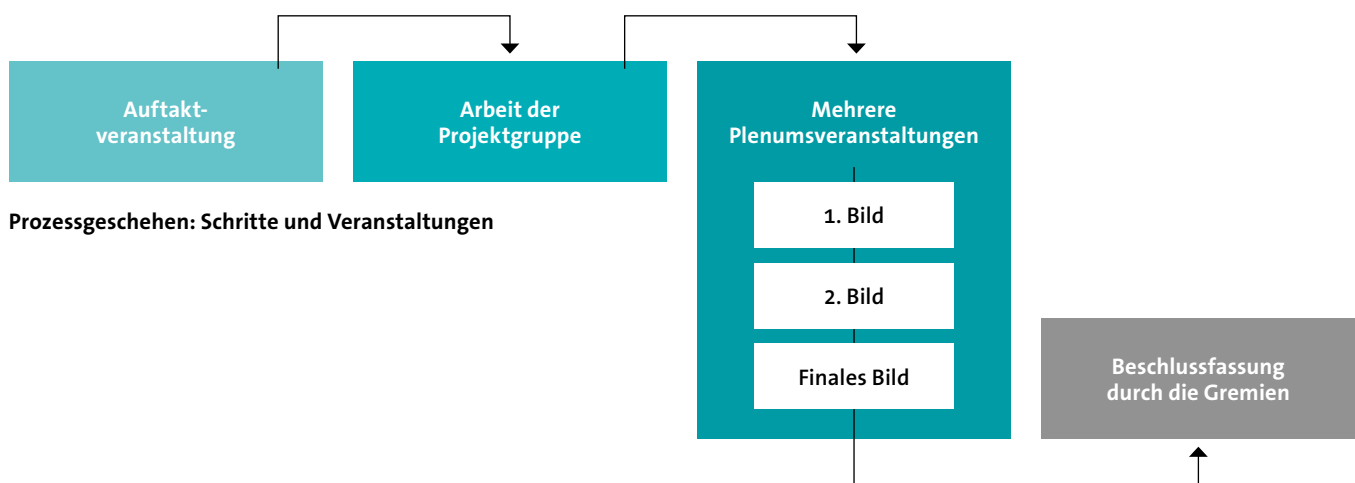 Auftakt-
veranstaltung
Arbeit der
Projektgruppe
Mehrere
Plenumsveranstaltungen
Prozessgeschehen: Schritte und Veranstaltungen
1. Bild
2. Bild
Finales Bild
Beschlussfassung
durch die Gremien